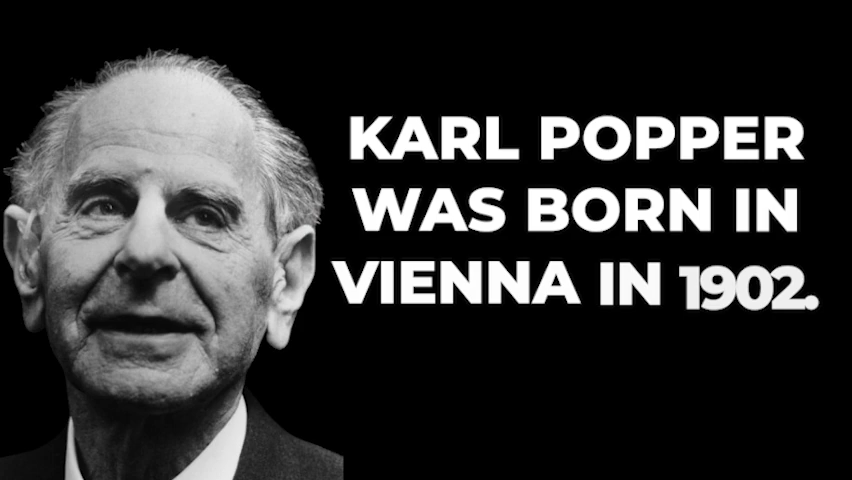 KARL POPPER
WAS BORN IN
VIENNA IN 1902.